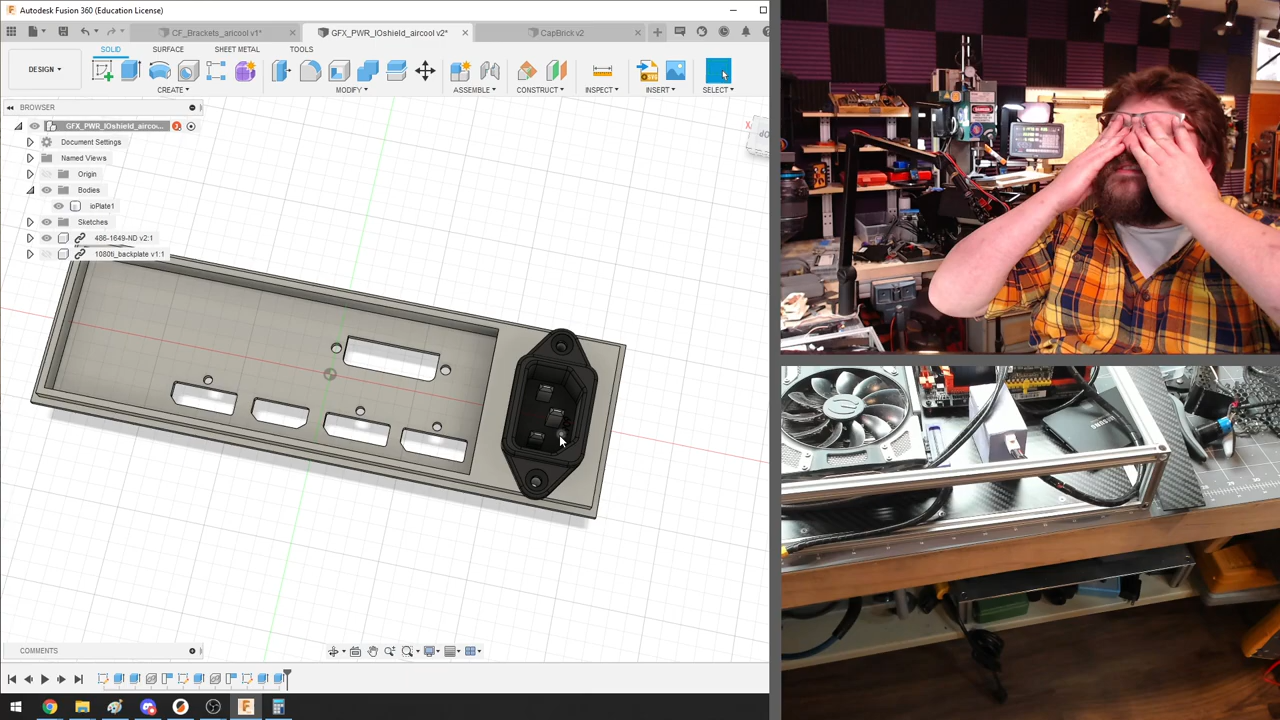 Autodesk Fusion 360 (Education License)
CF_Brackets_aircool v1*
GFX_PWR_IOshield_aircool v2*
CapBrick v2
SOLID
SURFACE
SHEET METAL
TOOLS
DESIGN
CREATE
MODIFY
ASSEMBLE
CONSTRUCT
INSPECT
INSERT
SELECT
BROWSER
GFX_PWR_IOshield_aircoo...
Document Settings
Named Views
Origin
Bodies
ioPlate1
Sketches
486-1649-ND v2:1
1080ti_backplate v1:1
COMMENTS
SAMSUNG